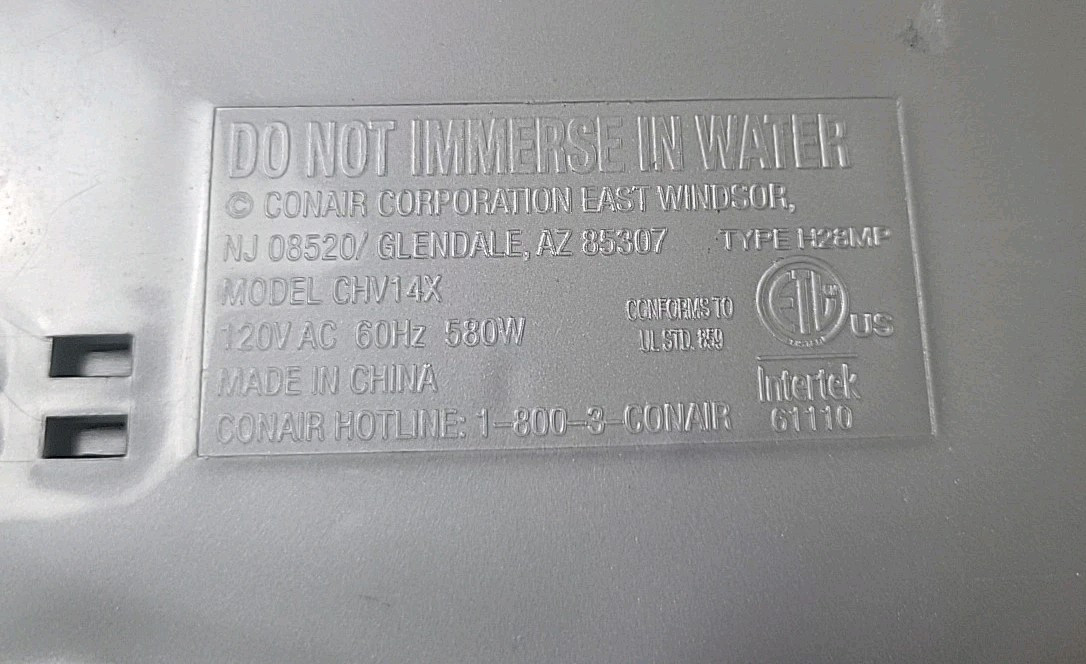 DO NOT IMMERSE IN WATER
© CONAIR CORPORATION EAST WINDSOR,
NJ 08520/ GLENDALE, AZ 85307
TYPE H28MP
MODEL CHV14X
120V AC 60Hz 580W
CONFORMS TO
UL STD. 859
ETL
US
MADE IN CHINA
CONAIR HOTLINE: 1-800-3-CONAIR
Intertek
61110